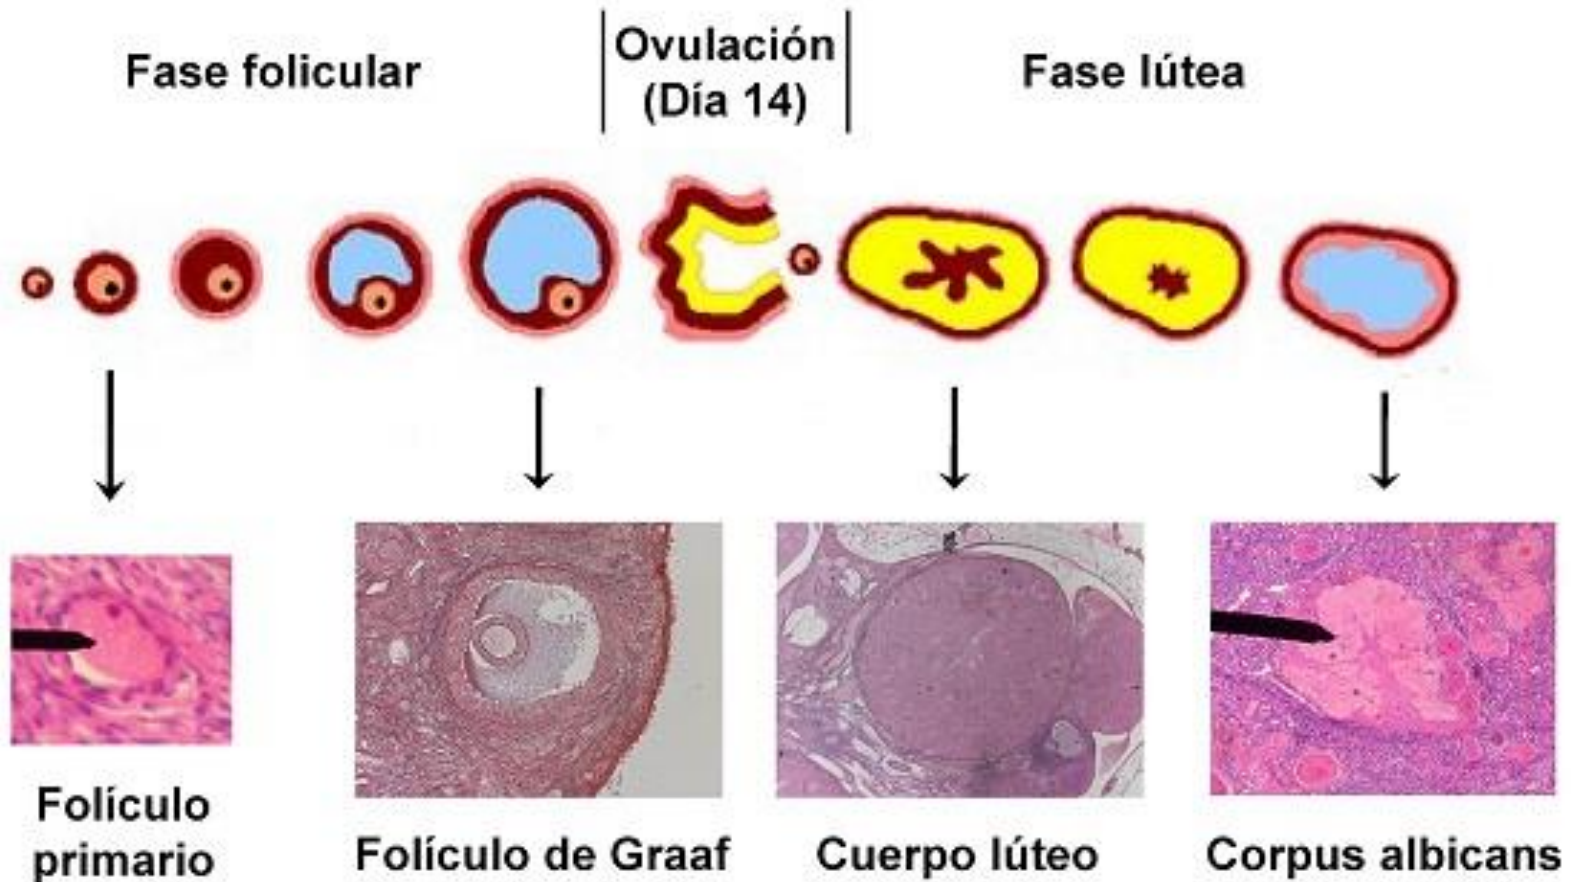 Fase folicular
Ovulación
(Día 14)
Fase lútea
Folículo
primario
Folículo de Graaf
Cuerpo lúteo
Corpus albicans